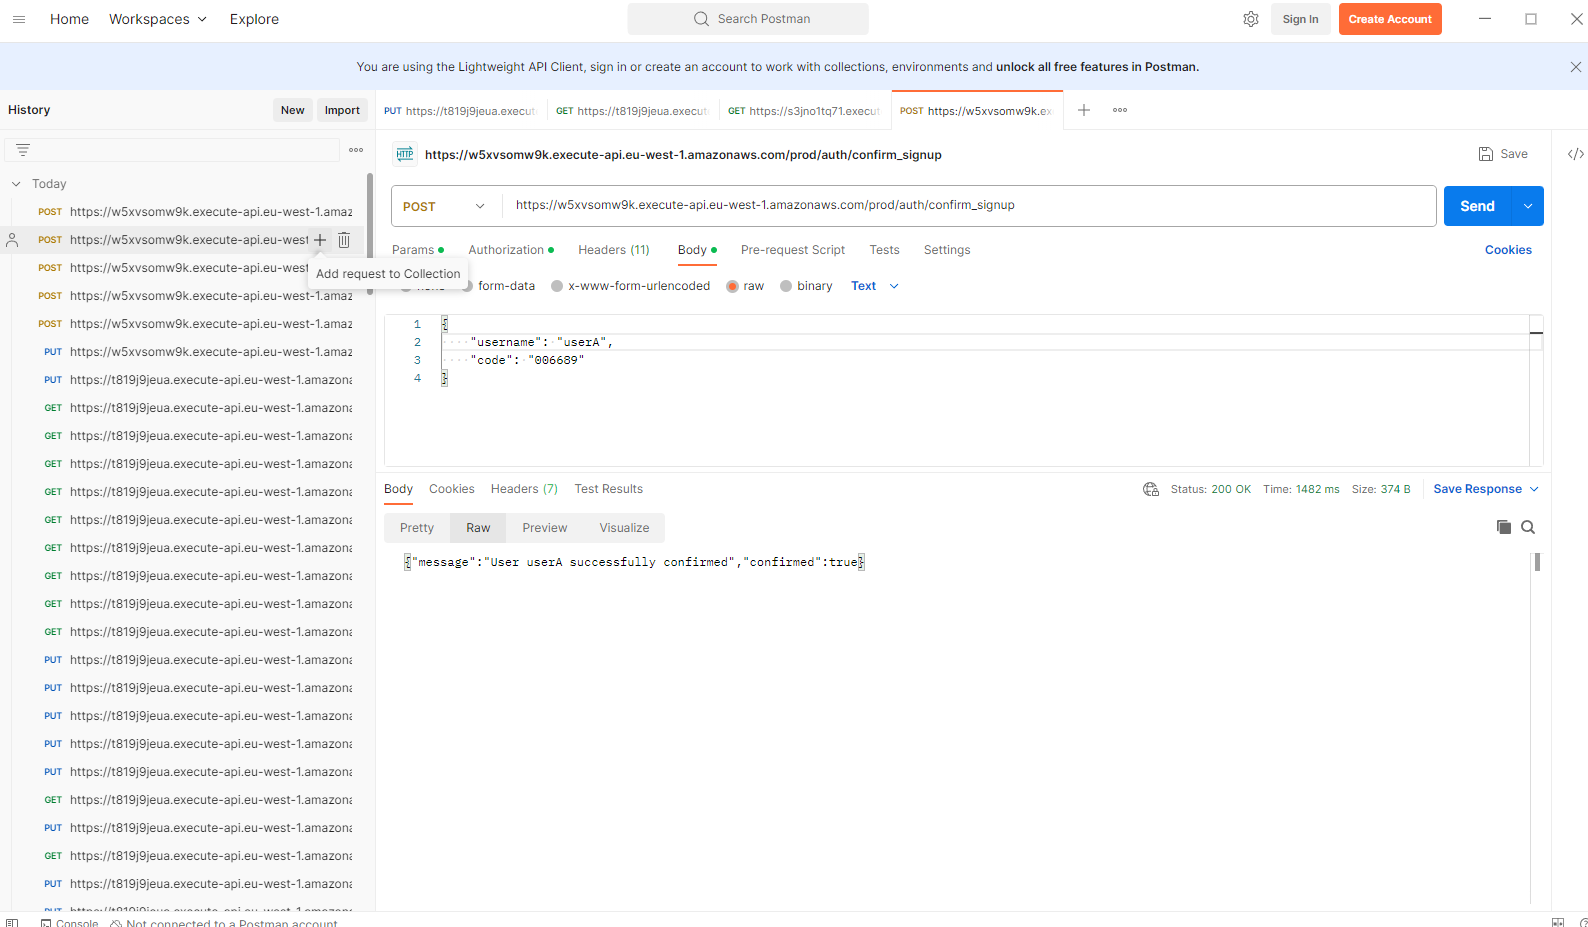 Home Workspaces Explore Search Postman Sign In Create Account
You are using the Lightweight API Client, sign in or create an account to work with collections, environments and unlock all free features in Postman.
History New Import
PUT https://t819j9jeua.execut GET https://t819j9jeua.execut GET https://s3jno1tq71.execut POST https://w5xvsomw9k.ex
HTTP https://w5xvsomw9k.execute-api.eu-west-1.amazonaws.com/prod/auth/confirm_signup Save
Today
POST https://w5xvsomw9k.execute-api.eu-west-1.amaz
POST https://w5xvsomw9k.execute-api.eu-west
POST https://w5xvsomw9k.execute-api.eu-west-
POST https://w5xvsomw9k.execute-api.eu-west-1.amaz
POST https://w5xvsomw9k.execute-api.eu-west-1.amaz
PUT https://w5xvsomw9k.execute-api.eu-west-1.amaz
PUT https://t819j9jeua.execute-api.eu-west-1.amazona
GET https://t819j9jeua.execute-api.eu-west-1.amazona
GET https://t819j9jeua.execute-api.eu-west-1.amazona
GET https://t819j9jeua.execute-api.eu-west-1.amazona
GET https://t819j9jeua.execute-api.eu-west-1.amazona
GET https://t819j9jeua.execute-api.eu-west-1.amazona
GET https://t819j9jeua.execute-api.eu-west-1.amazona
GET https://t819j9jeua.execute-api.eu-west-1.amazona
GET https://t819j9jeua.execute-api.eu-west-1.amazona
GET https://t819j9jeua.execute-api.eu-west-1.amazona
PUT https://t819j9jeua.execute-api.eu-west-1.amazona
PUT https://t819j9jeua.execute-api.eu-west-1.amazona
PUT https://t819j9jeua.execute-api.eu-west-1.amazona
PUT https://t819j9jeua.execute-api.eu-west-1.amazona
PUT https://t819j9jeua.execute-api.eu-west-1.amazona
GET https://t819j9jeua.execute-api.eu-west-1.amazona
PUT https://t819j9jeua.execute-api.eu-west-1.amazona
GET https://t819j9jeua.execute-api.eu-west-1.amazona
PUT https://t819j9jeua.execute-api.eu-west-1.amazona
Add request to Collection
POST https://w5xvsomw9k.execute-api.eu-west-1.amazonaws.com/prod/auth/confirm_signup Send
Params Authorization Headers (11) Body Pre-request Script Tests Settings Cookies
form-data x-www-form-urlencoded raw binary Text
1 {
2 "username": "userA",
3 "code": "006689"
4 }
Body Cookies Headers (7) Test Results Status: 200 OK Time: 1482 ms Size: 374 B Save Response
Pretty Raw Preview Visualize
{"message":"User userA successfully confirmed","confirmed":true}
Console Not connected to a Postman account